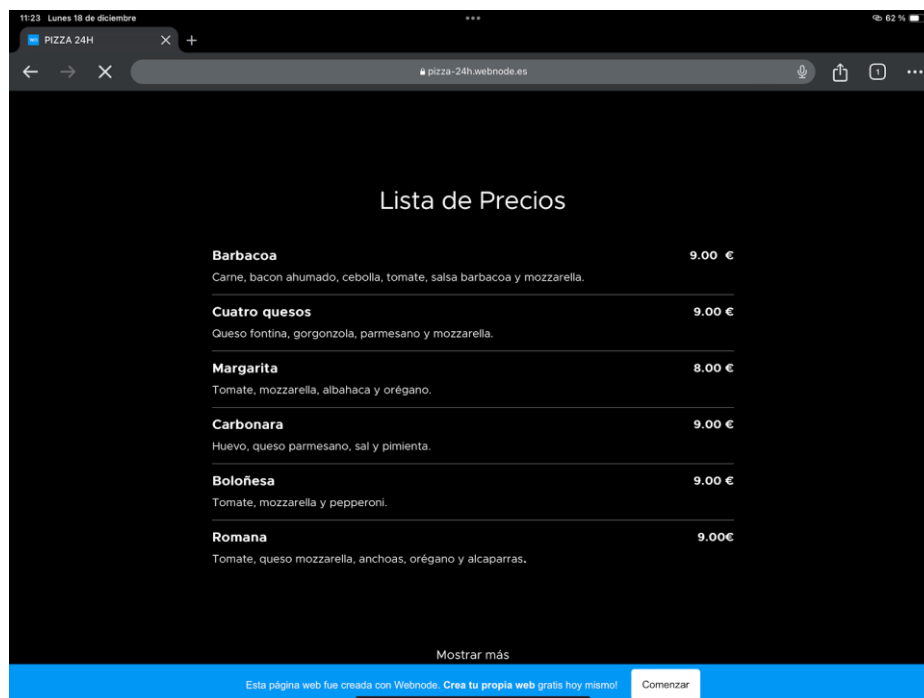 11:23 Lunes 18 de diciembre
62 %
PIZZA 24H
pizza-24h.webnode.es
1
Lista de Precios
Barbacoa 9.00 €
Carne, bacon ahumado, cebolla, tomate, salsa barbacoa y mozzarella.
Cuatro quesos 9.00 €
Queso fontina, gorgonzola, parmesano y mozzarella.
Margarita 8.00 €
Tomate, mozzarella, albahaca y orégano.
Carbonara 9.00 €
Huevo, queso parmesano, sal y pimienta.
Boloñesa 9.00 €
Tomate, mozzarella y pepperoni.
Romana 9.00€
Tomate, queso mozzarella, anchoas, orégano y alcaparras.
Mostrar más
Esta página web fue creada con Webnode. Crea tu propia web gratis hoy mismo! Comenzar